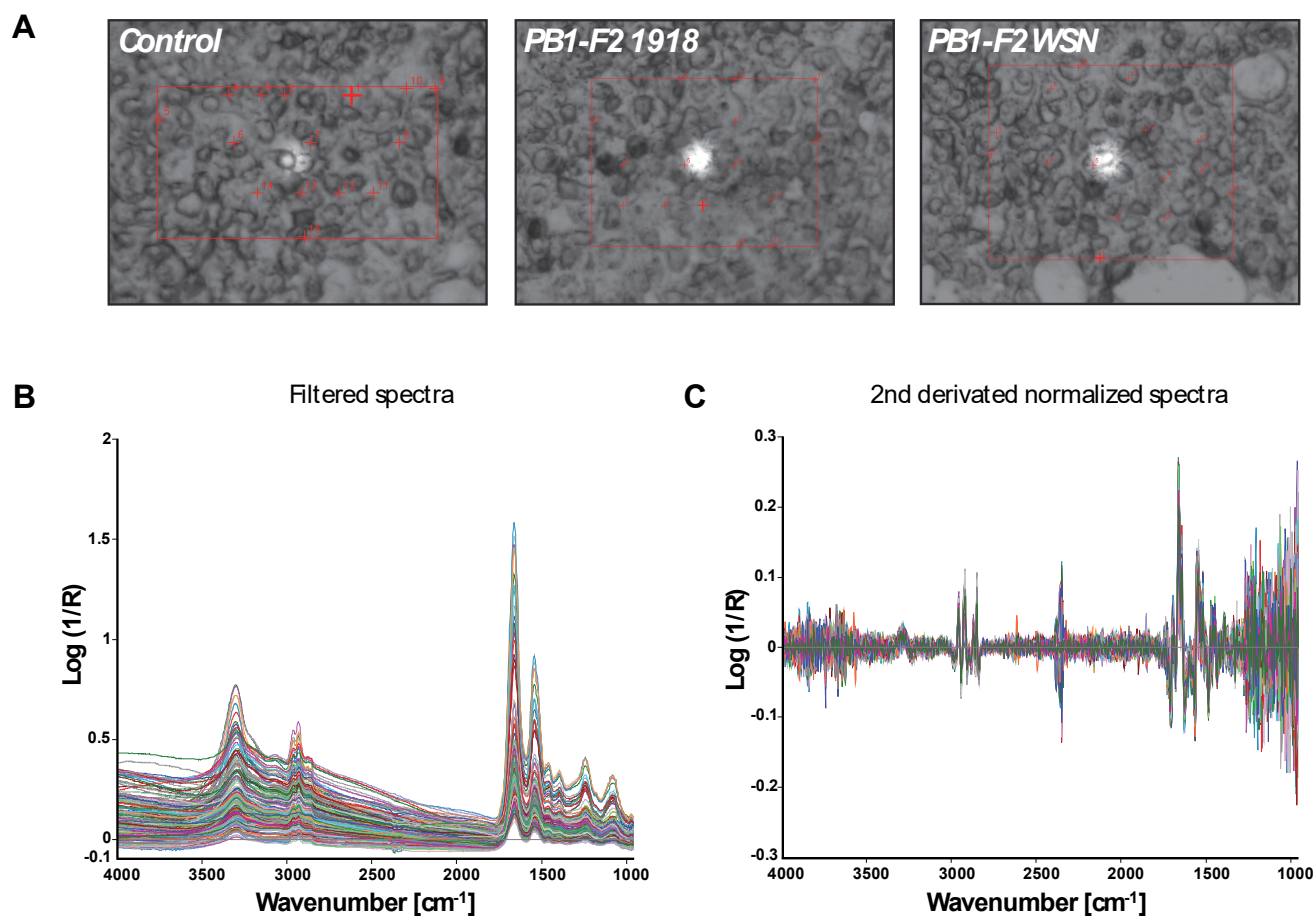 A
Control
PB1-F2 1918
PB1-F2 WSN
B
Filtered spectra
2
1.5
1
0.5
0
-0.1
Log (1/R)
4000 3500 3000 2500 2000 1500 1000
Wavenumber [cm-1]
C
2nd derivated normalized spectra
0.3
0.2
0.1
0
-0.1
-0.2
-0.3
Log (1/R)
4000 3500 3000 2500 2000 1500 1000
Wavenumber [cm-1]